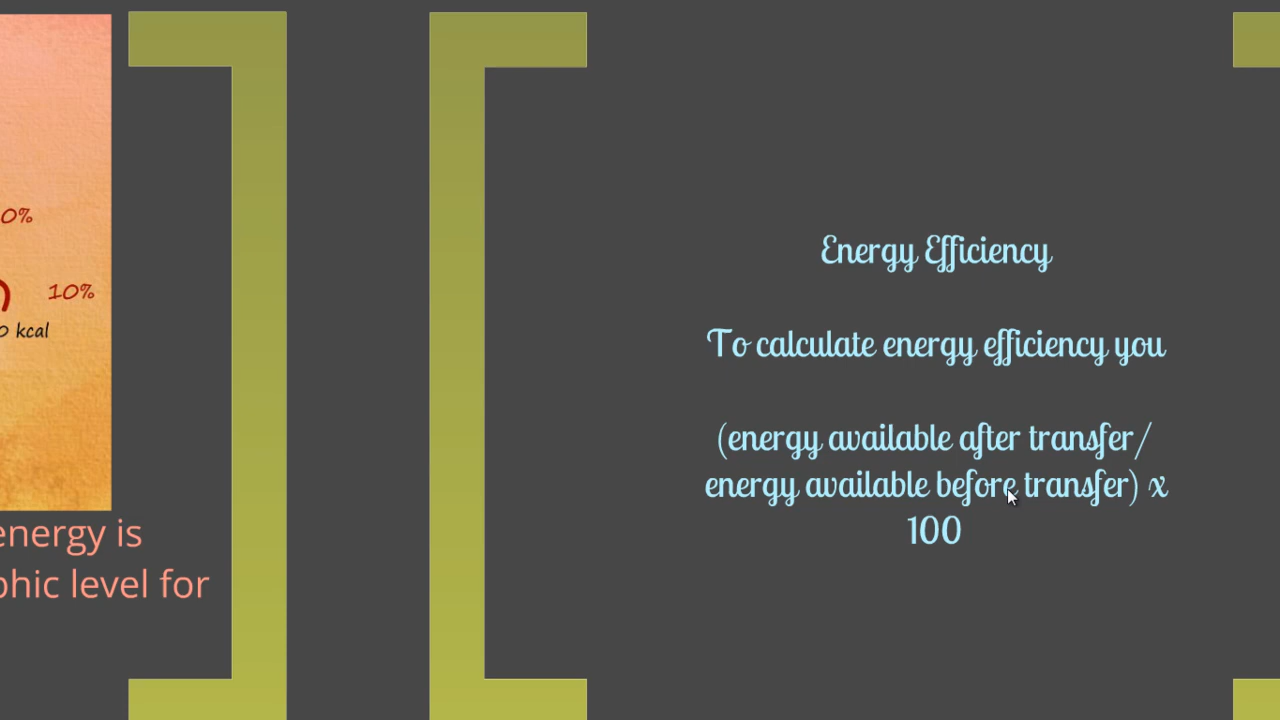 0%
10%
0 kcal
energy is
phic level for
Energy Efficiency
To calculate energy efficiency you
(energy available after transfer/
energy available before transfer) x
100